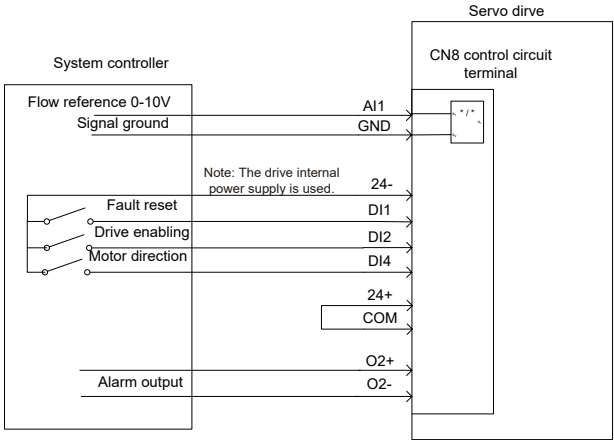 Servo dirve
System controller
CN8 control circuit
terminal
Flow reference 0-10V
AI1
Signal ground
GND
* / *
Note: The drive internal
power supply is used.
24-
Fault reset
DI1
Drive enabling
DI2
Motor direction
DI4
24+
COM
O2+
Alarm output
O2-